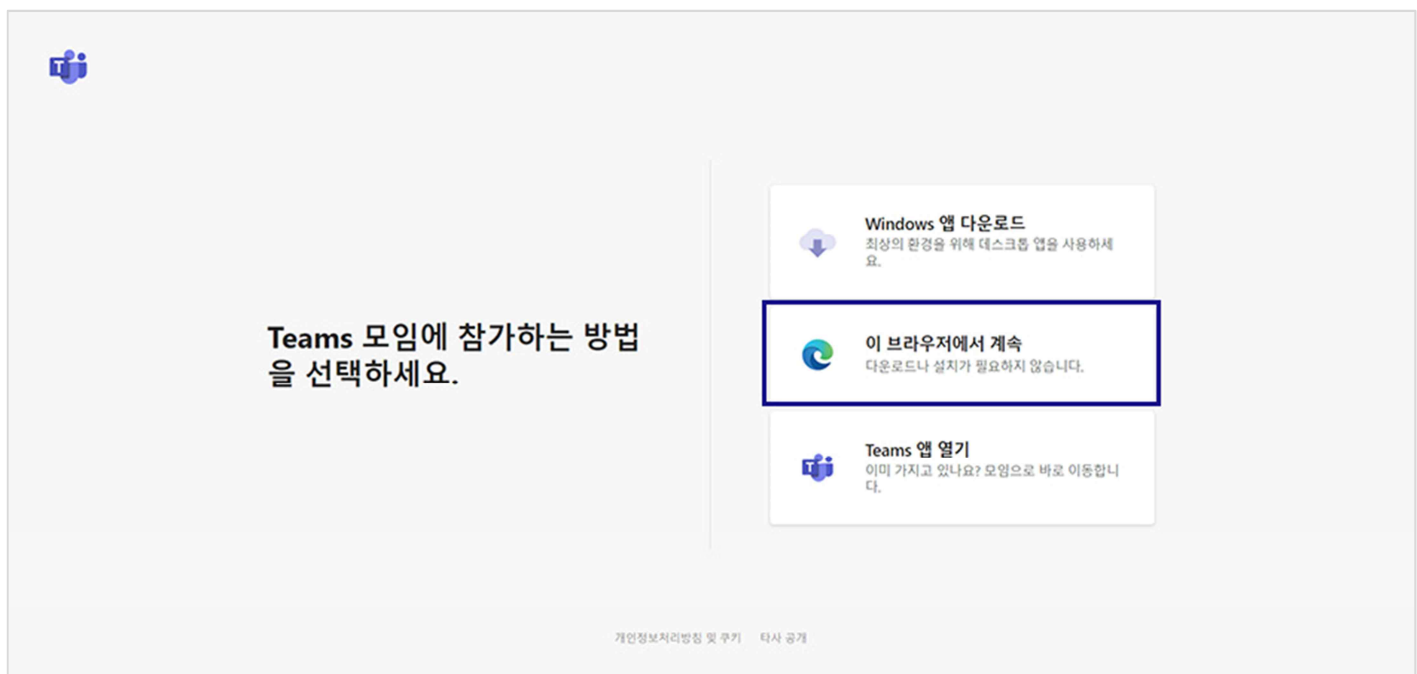 Teams 모임에 참가하는 방법
을 선택하세요.
Windows 앱 다운로드
최상의 환경을 위해 데스크톱 앱을 사용하세
요.
이 브라우저에서 계속
다운로드나 설치가 필요하지 않습니다.
Teams 앱 열기
이미 가지고 있나요? 모임으로 바로 이동합니
다.
개인정보처리방침 및 쿠키 타사 공개